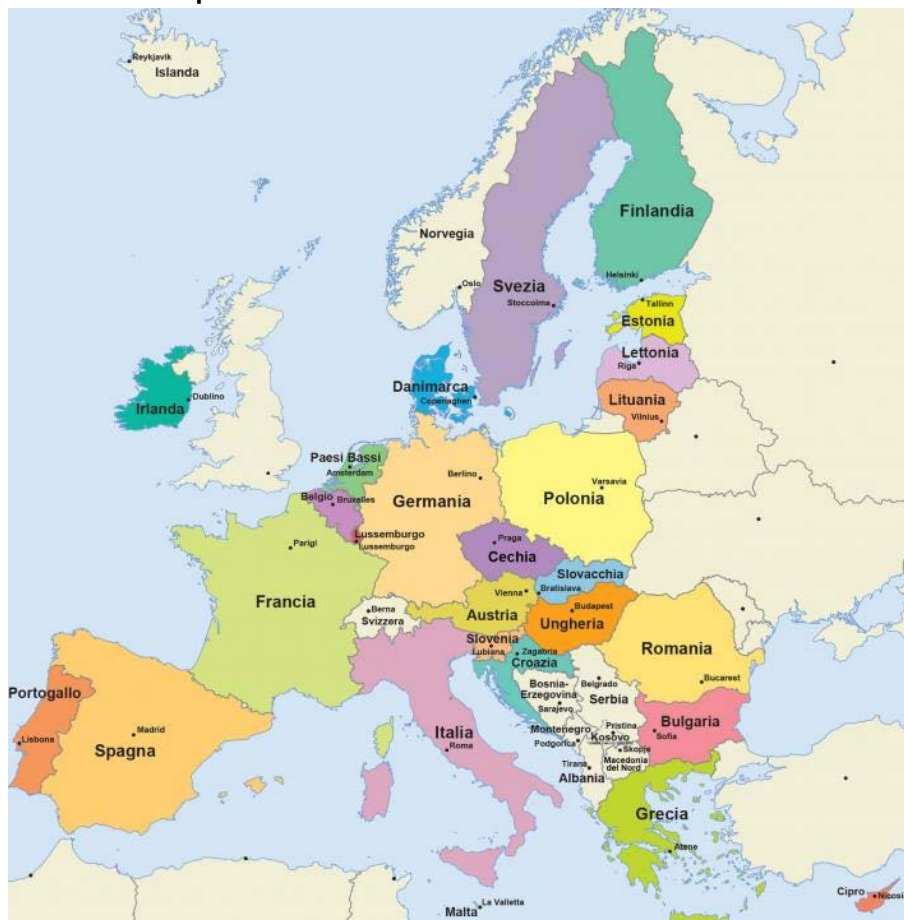 Reykjavik
Islanda
Norvegia
Oslo
Svezia
Stoccolma
Finlandia
Helsinki
Tallinn
Estonia
Lettonia
Riga
Lituania
Vilnius
Irlanda
Dublino
Danimarca
Copenaghen
Paesi Bassi
Amsterdam
Belgio
Bruxelles
Lussemburgo
Lussemburgo
Germania
Berlino
Polonia
Varsavia
Praga
Cechia
Slovacchia
Bratislava
Vienna
Austria
Budapest
Ungheria
Parigi
Francia
Berna
Svizzera
Slovenia
Lubiana
Zagabria
Croazia
Romania
Bucarest
Bosnia-
Erzegovina
Sarajevo
Belgrado
Serbia
Montenegro
Podgorica
Pristina
Kosovo
Skopje
Macedonia
del Nord
Bulgaria
Sofia
Tirana
Albania
Portogallo
Lisbona
Madrid
Spagna
Italia
Roma
Grecia
Atene
Cipro
Nicosi
La Valletta
Malta